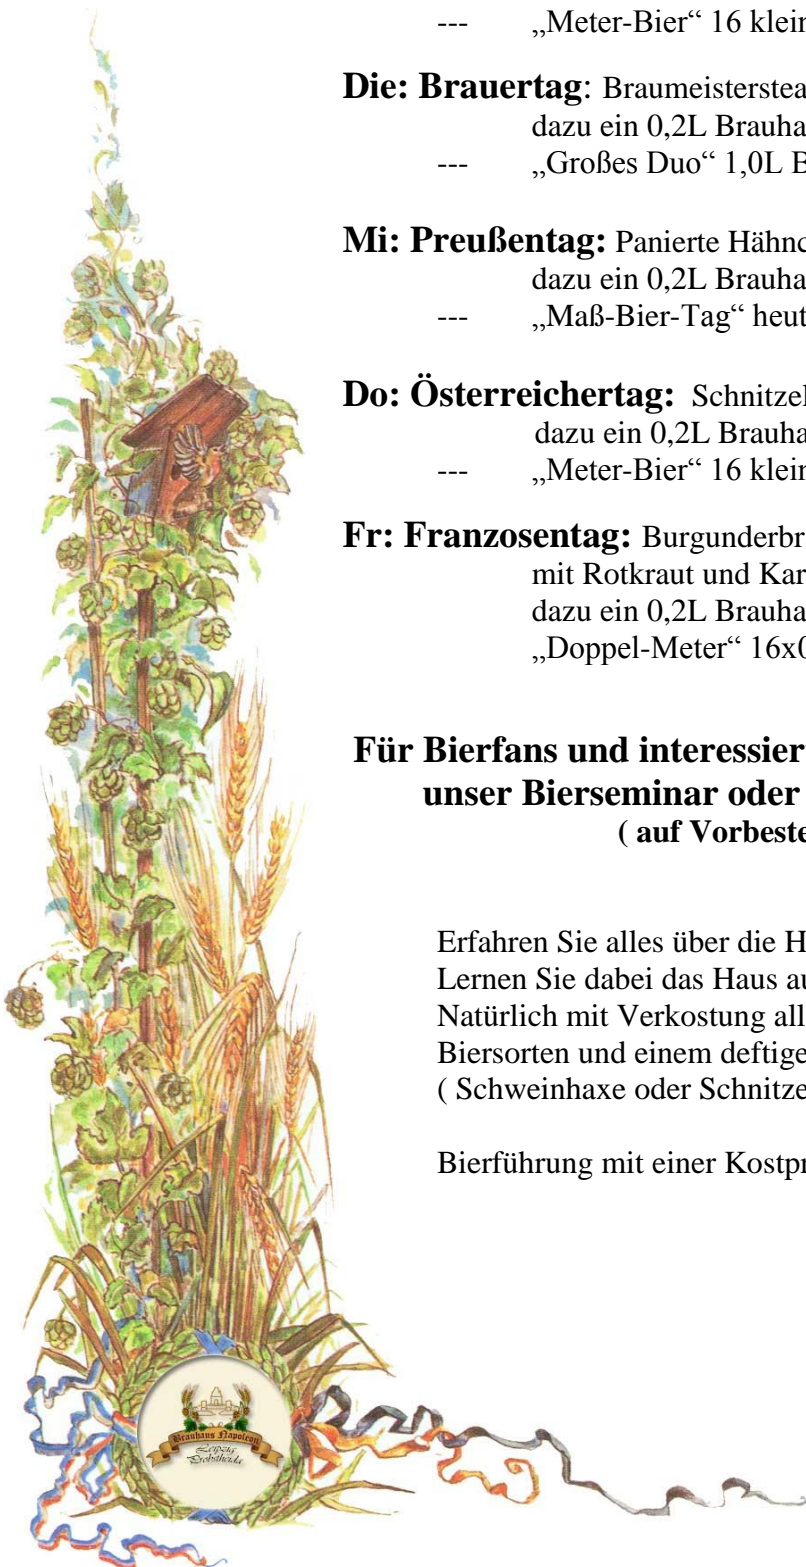 --- „Meter-Bier“ 16 klein
Die: Brauertag: Braumeisterstea
dazu ein 0,2L Brauha
--- „Großes Duo“ 1,0L B
Mi: Preußentag: Panierte Hähnc
dazu ein 0,2L Brauha
--- „Maß-Bier-Tag“ heut
Do: Österreichertag: Schnitzel
dazu ein 0,2L Brauha
--- „Meter-Bier“ 16 klein
Fr: Franzosentag: Burgunderbr
mit Rotkraut und Kar
dazu ein 0,2L Brauha
„Doppel-Meter“ 16x0
Für Bierfans und interessier
unser Bierseminar oder
( auf Vorbeste
Erfahren Sie alles über die H
Lernen Sie dabei das Haus au
Natürlich mit Verkostung all
Biersorten und einem deftige
( Schweinhaxe oder Schnitze
Bierführung mit einer Kostpr
Brauhaus Napoleon
Leipzig
Probstheida